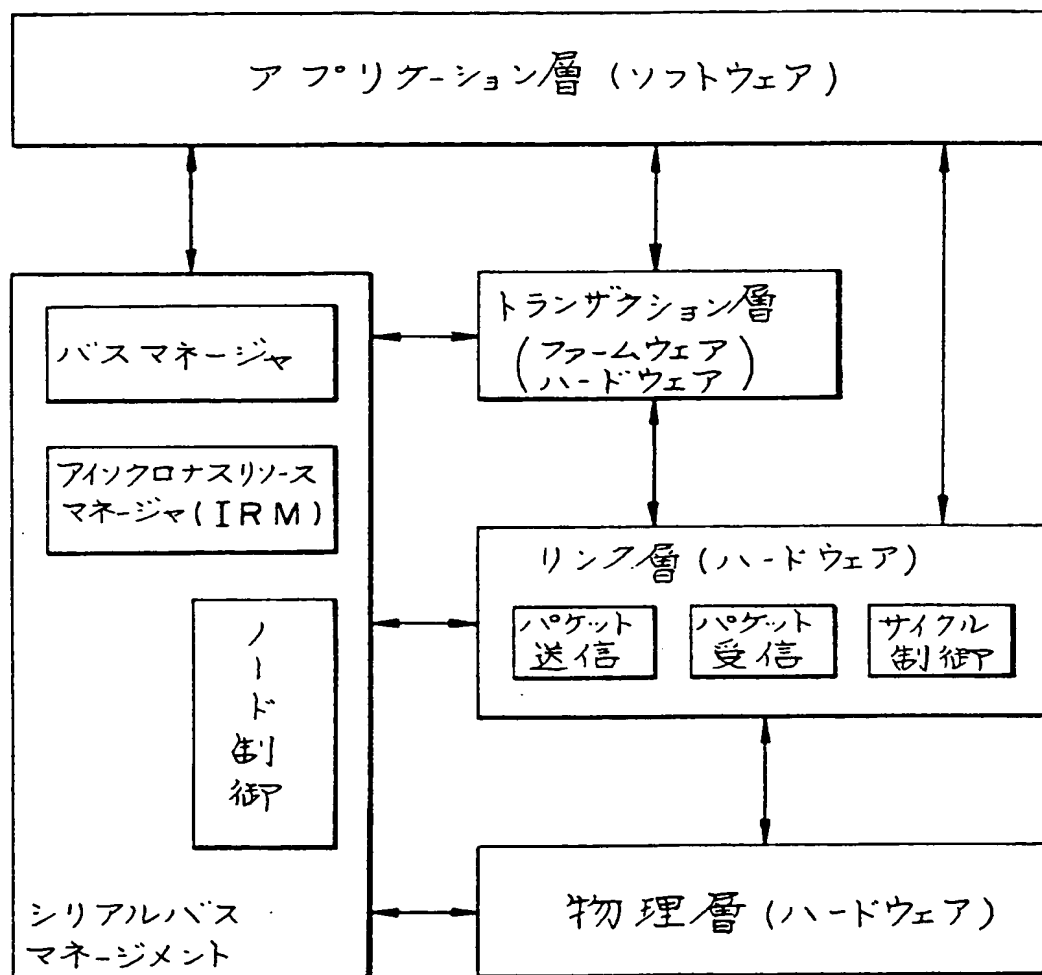 アプリケーション層(ソフトウェア)
バスマネージャ
アイソクロナスリソース
マネージャ(IRM)
ノード制御
シリアルバス
マネージメント
トランザクション層
(ファームウェア
ハードウェア)
リンク層(ハードウェア)
パケット
送信
パケット
受信
サイクル
制御
物理層(ハードウェア)